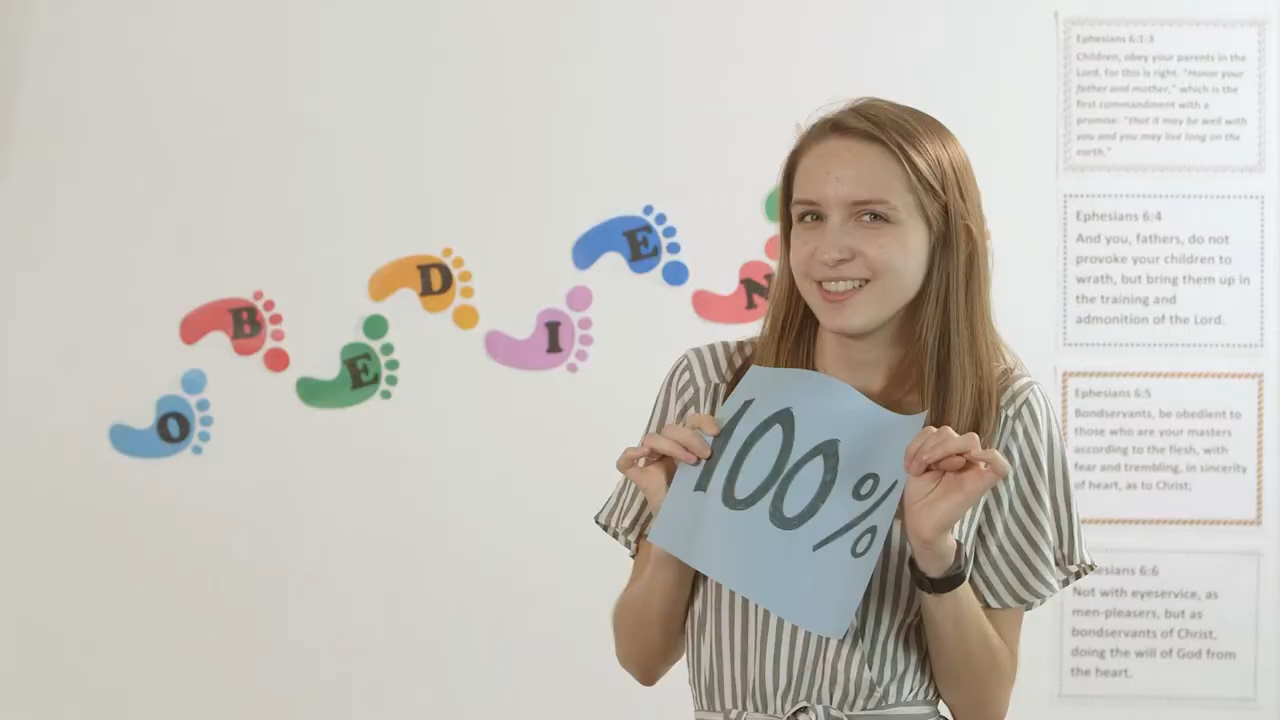 OBEDIEN
100%
Ephesians 6:1-3
Children, obey your parents in the
Lord, for this is right. "Honor your
father and mother," which is the
first commandment with a
promise: "that it may be well with
you and you may live long on the
earth."
Ephesians 6:4
And you, fathers, do not
provoke your children to
wrath, but bring them up in
the training and
admonition of the Lord.
Ephesians 6:5
Bondservants, be obedient to
those who are your masters
according to the flesh, with
fear and trembling, in sincerity
of heart, as to Christ;
Ephesians 6:6
Not with eyeservice, as
men-pleasers, but as
bondservants of Christ,
doing the will of God from
the heart.